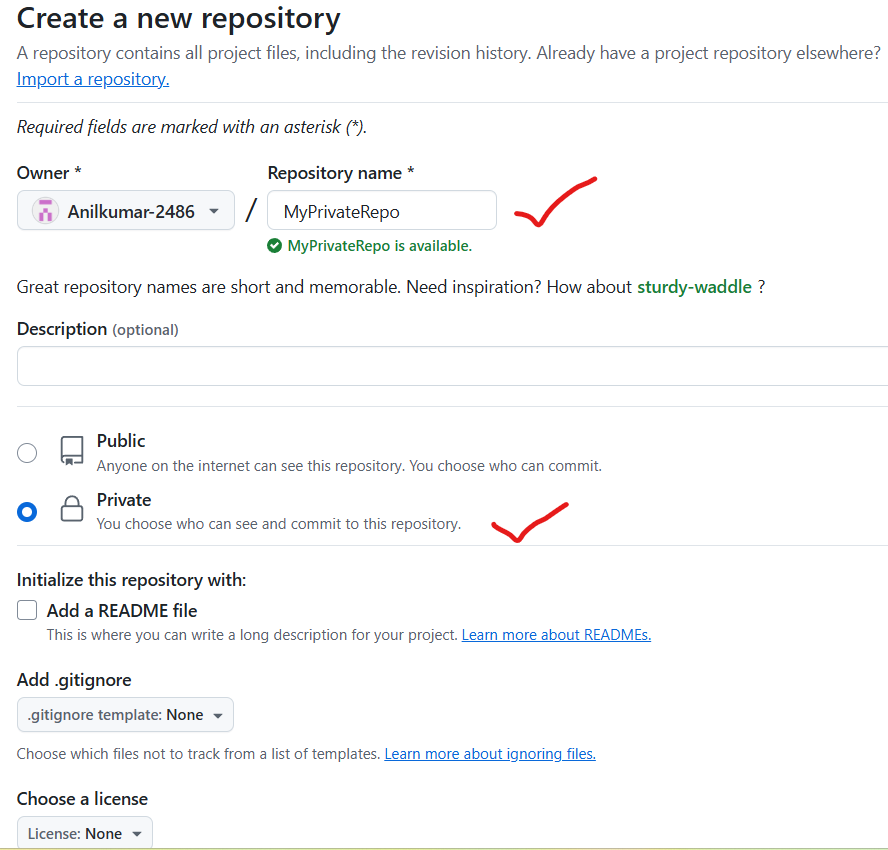 Create a new repository
A repository contains all project files, including the revision history. Already have a project repository elsewhere?
Import a repository.
Required fields are marked with an asterisk (*).
Owner * Repository name *
Anilkumar-2486 / MyPrivateRepo
MyPrivateRepo is available.
Great repository names are short and memorable. Need inspiration? How about sturdy-waddle ?
Description (optional)
Public
Anyone on the internet can see this repository. You choose who can commit.
Private
You choose who can see and commit to this repository.
Initialize this repository with:
Add a README file
This is where you can write a long description for your project. Learn more about READMEs.
Add .gitignore
.gitignore template: None
Choose which files not to track from a list of templates. Learn more about ignoring files.
Choose a license
License: None